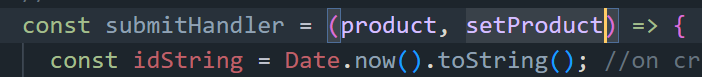 const submitHandler = (product, setProduct) => {
const idString = Date.now().toString(); //on cr